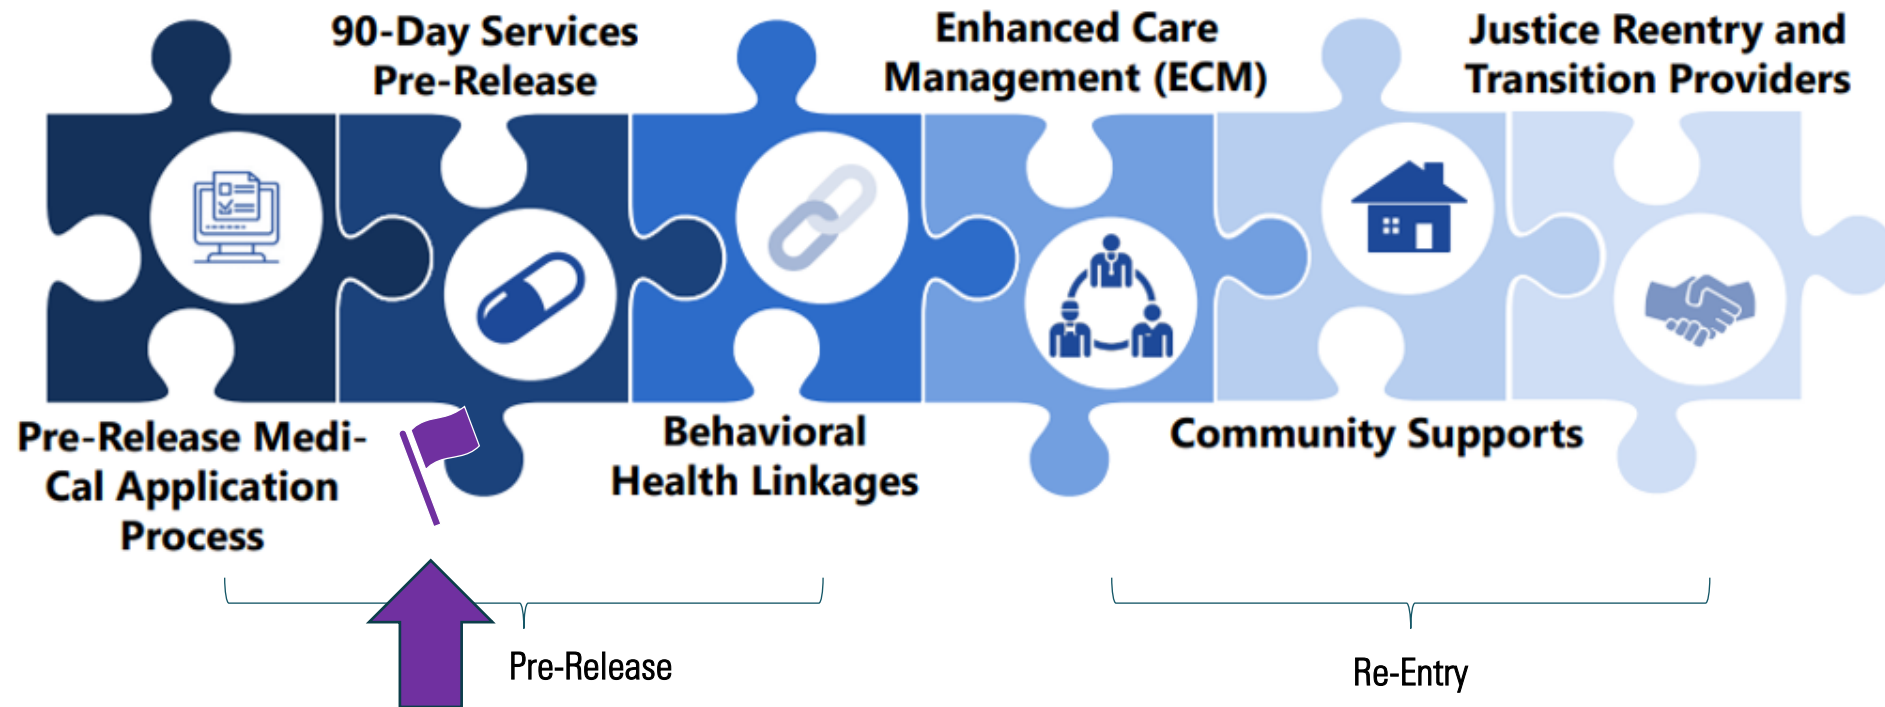 90-Day Services
Pre-Release
Enhanced Care
Management (ECM)
Justice Reentry and
Transition Providers
Pre-Release Medi-
Cal Application
Process
Behavioral
Health Linkages
Community Supports
Pre-Release
Re-Entry